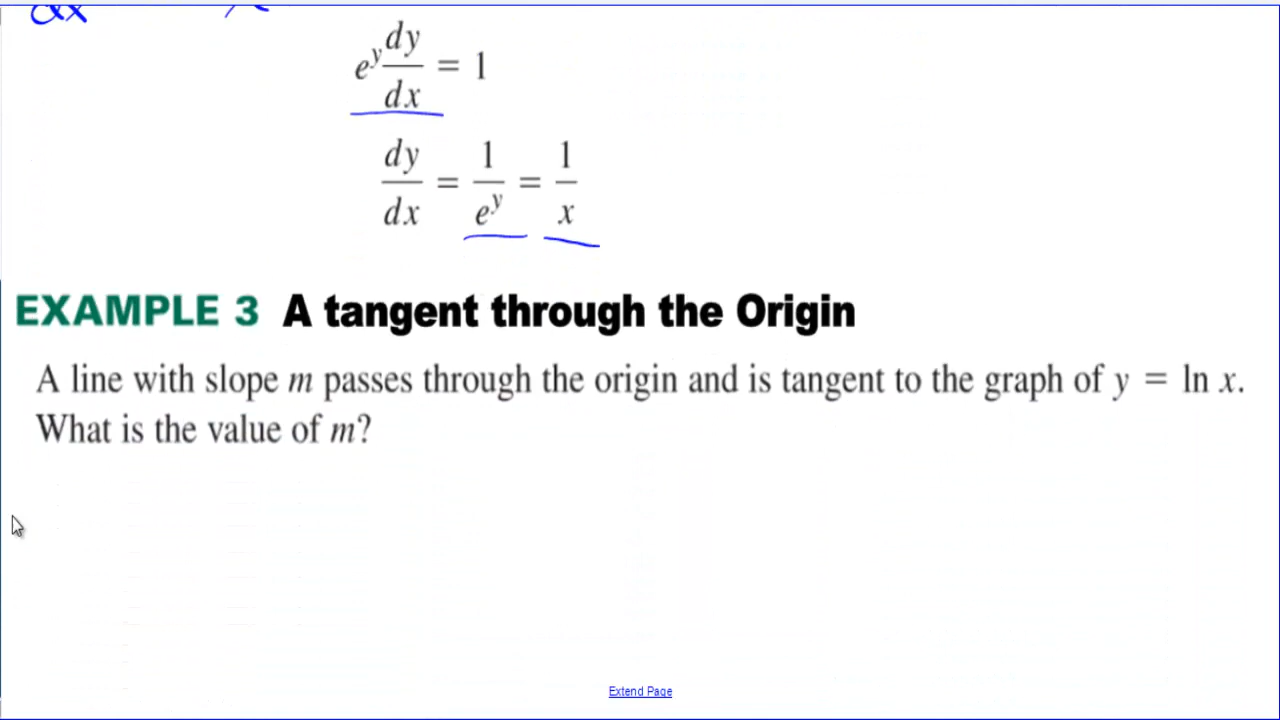 dx
e^y dy/dx = 1
dy/dx = 1/e^y = 1/x
EXAMPLE 3 A tangent through the Origin
A line with slope m passes through the origin and is tangent to the graph of y = ln x.
What is the value of m?
Extend Page